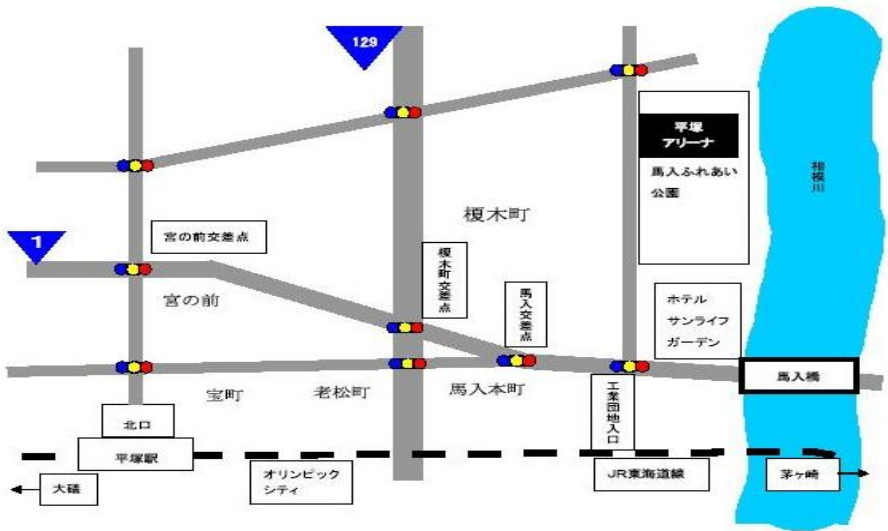 129
平塚
アリーナ
馬入ふれあい
公園
相模川
榎木町
1
宮の前交差点
榎木町交差点
馬入交差点
宮の前
ホテル
サンライフ
ガーデン
馬入橋
宝町
老松町
馬入本町
工業団地入口
北口
平塚駅
オリンピック
シティ
JR東海道線
大磯
茅ヶ崎